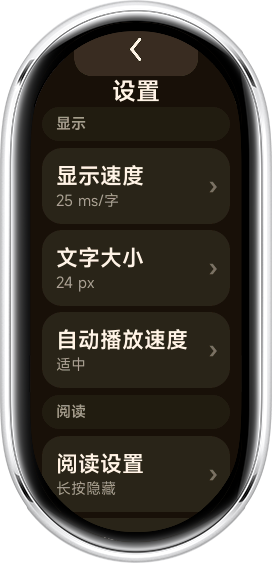 设置
显示
显示速度
25 ms/字
文字大小
24 px
自动播放速度
适中
阅读
阅读设置
长按隐藏